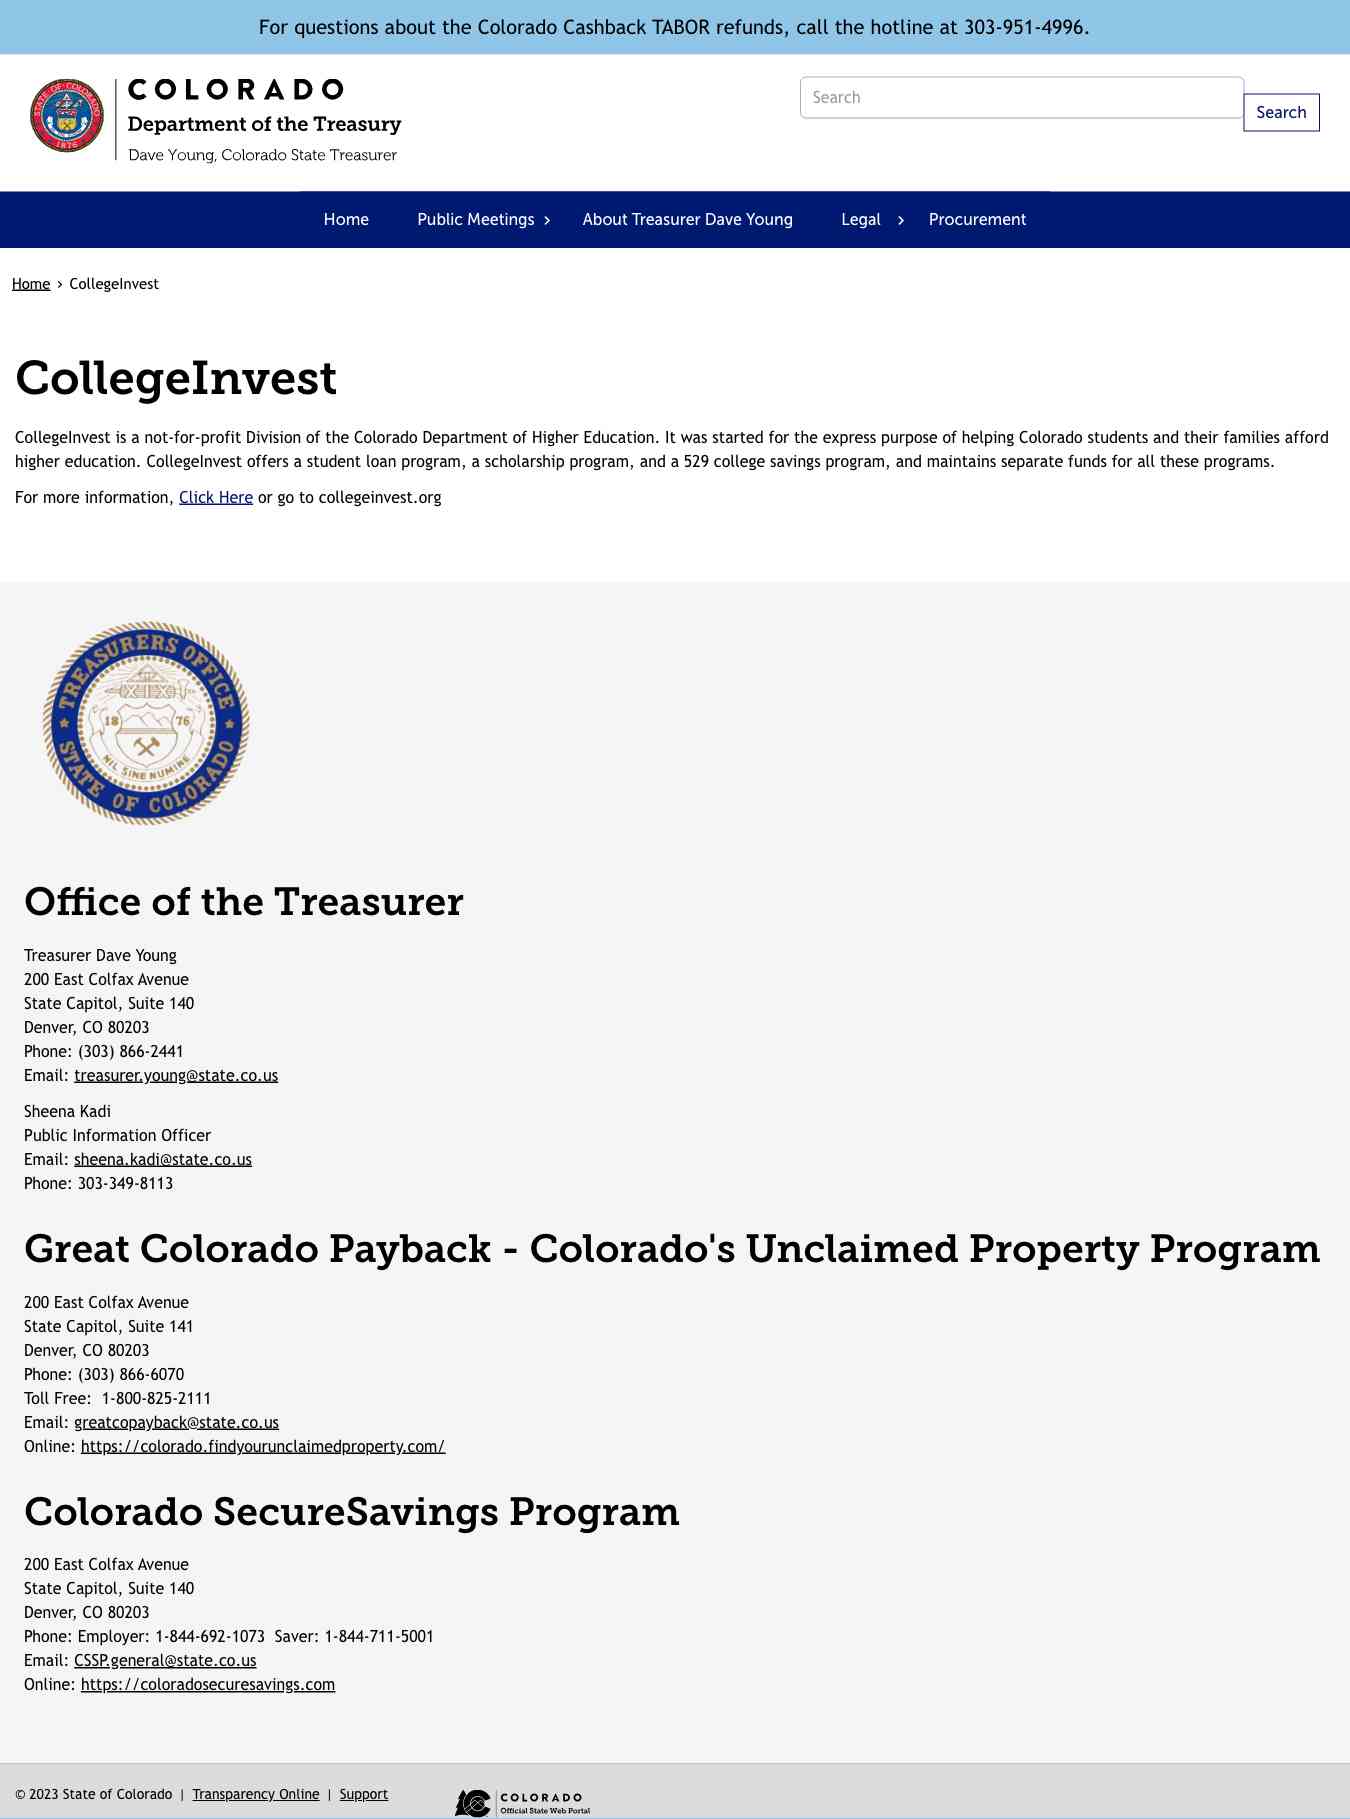 For questions about the Colorado Cashback TABOR refunds, call the hotline at 303-951-4996.
STATE OF COLORADO
1876
COLORADO
Department of the Treasury
Dave Young, Colorado State Treasurer
Search
Search
Home Public Meetings › About Treasurer Dave Young Legal › Procurement
Home › CollegeInvest
CollegeInvest
CollegeInvest is a not-for-profit Division of the Colorado Department of Higher Education. It was started for the express purpose of helping Colorado students and their families afford
higher education. CollegeInvest offers a student loan program, a scholarship program, and a 529 college savings program, and maintains separate funds for all these programs.
For more information, Click Here or go to collegeinvest.org
TREASURERS OFFICE
18 76
NIL SINE NUMINE
STATE OF COLORADO
Office of the Treasurer
Treasurer Dave Young
200 East Colfax Avenue
State Capitol, Suite 140
Denver, CO 80203
Phone: (303) 866-2441
Email: treasurer.young@state.co.us
Sheena Kadi
Public Information Officer
Email: sheena.kadi@state.co.us
Phone: 303-349-8113
Great Colorado Payback - Colorado's Unclaimed Property Program
200 East Colfax Avenue
State Capitol, Suite 141
Denver, CO 80203
Phone: (303) 866-6070
Toll Free:  1-800-825-2111
Email: greatcopayback@state.co.us
Online: https://colorado.findyourunclaimedproperty.com/
Colorado SecureSavings Program
200 East Colfax Avenue
State Capitol, Suite 140
Denver, CO 80203
Phone: Employer: 1-844-692-1073  Saver: 1-844-711-5001
Email: CSSP.general@state.co.us
Online: https://coloradosecuresavings.com
© 2023 State of Colorado | Transparency Online | Support
COLORADO
Official State Web Portal